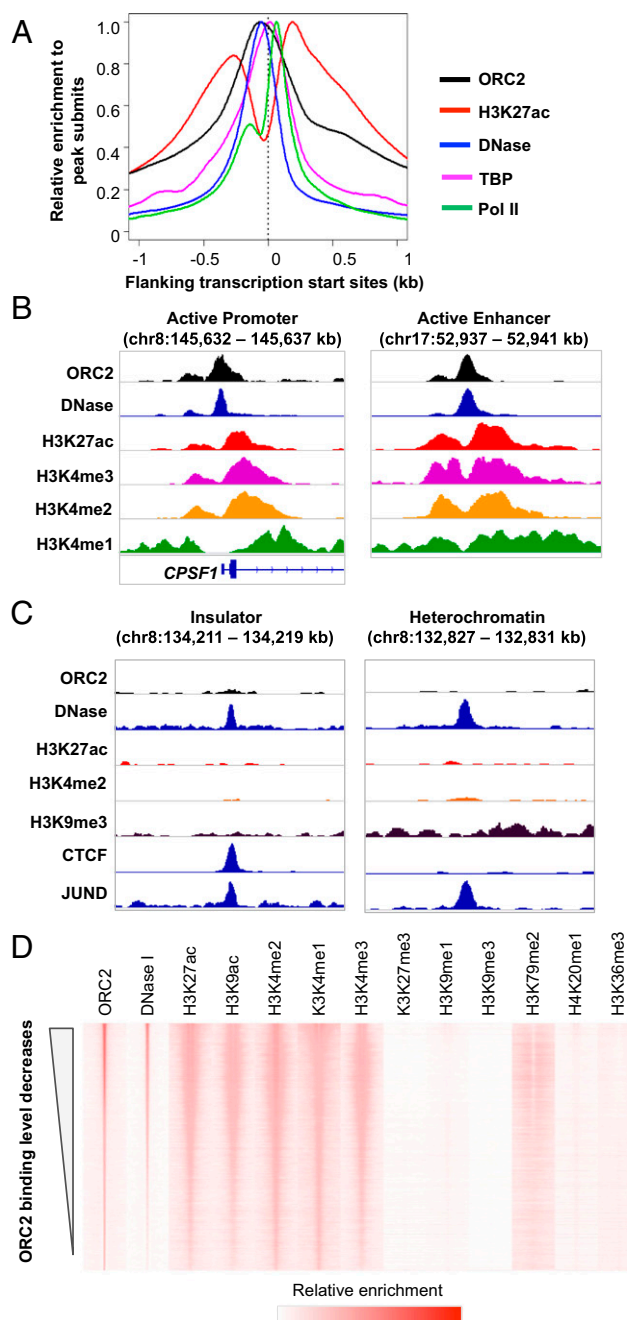 A
Relative enrichment to
peak submits
1.0
0.8
0.6
0.4
0.2
0
-1
-0.5
0
0.5
1
Flanking transcription start sites (kb)
ORC2
H3K27ac
DNase
TBP
Pol II
B
Active Promoter
(chr8:145,632 – 145,637 kb)
Active Enhancer
(chr17:52,937 – 52,941 kb)
ORC2
DNase
H3K27ac
H3K4me3
H3K4me2
H3K4me1
CPSF1
C
Insulator
(chr8:134,211 – 134,219 kb)
Heterochromatin
(chr8:132,827 – 132,831 kb)
ORC2
DNase
H3K27ac
H3K4me2
H3K9me3
CTCF
JUND
D
ORC2
DNase I
H3K27ac
H3K9ac
H3K4me2
K3K4me1
H3K4me3
K3K27me3
H3K9me1
H3K9me3
H3K79me2
H4K20me1
H3K36me3
ORC2 binding level decreases
Relative enrichment